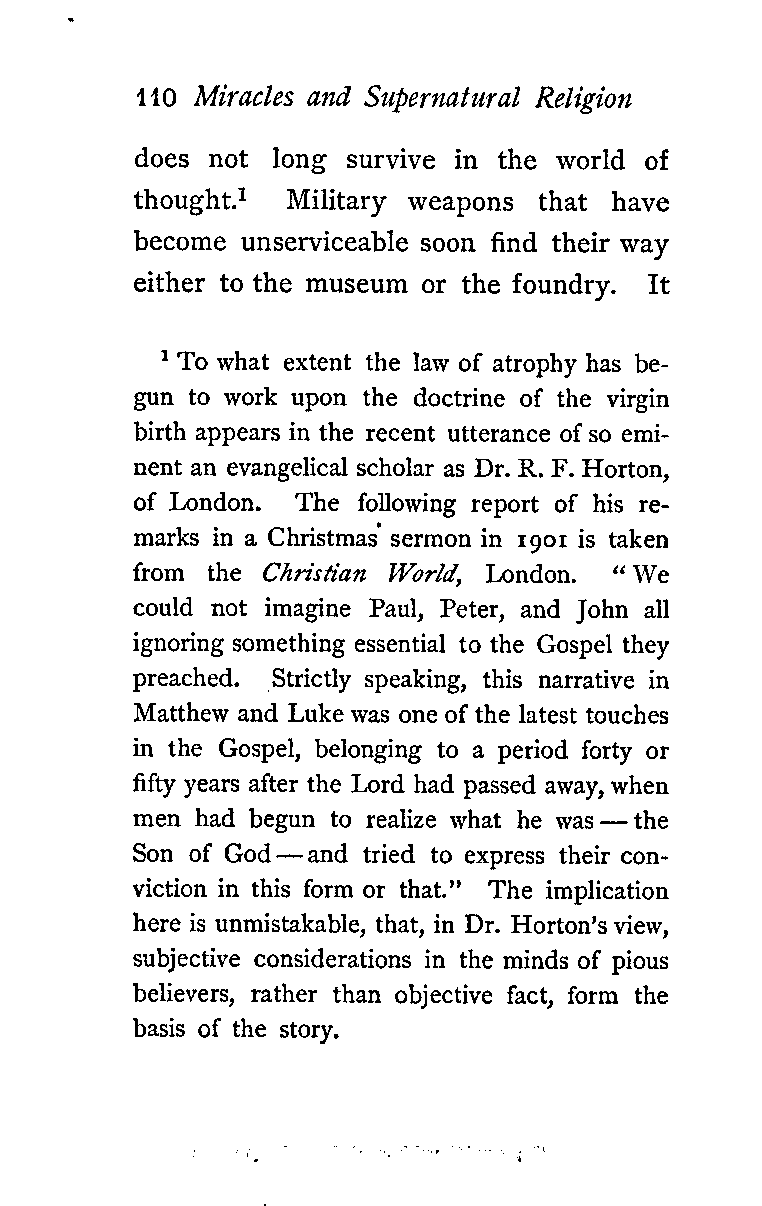 110 Miracles and Supernatural Religion
does not long survive in the world of
thought.¹ Military weapons that have
become unserviceable soon find their way
either to the museum or the foundry. It
¹ To what extent the law of atrophy has be-
gun to work upon the doctrine of the virgin
birth appears in the recent utterance of so emi-
nent an evangelical scholar as Dr. R. F. Horton,
of London. The following report of his re-
marks in a Christmas sermon in 1901 is taken
from the Christian World, London. “We
could not imagine Paul, Peter, and John all
ignoring something essential to the Gospel they
preached. Strictly speaking, this narrative in
Matthew and Luke was one of the latest touches
in the Gospel, belonging to a period forty or
fifty years after the Lord had passed away, when
men had begun to realize what he was — the
Son of God — and tried to express their con-
viction in this form or that.” The implication
here is unmistakable, that, in Dr. Horton's view,
subjective considerations in the minds of pious
believers, rather than objective fact, form the
basis of the story.